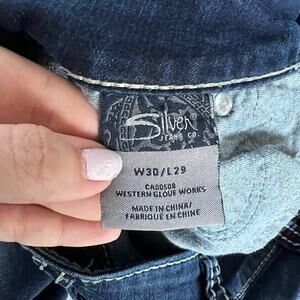 Silver
JEANS CO.
W30/L29
CA00508
WESTERN GLOVE WORKS
MADE IN CHINA/
FABRIQUÉ EN CHINE